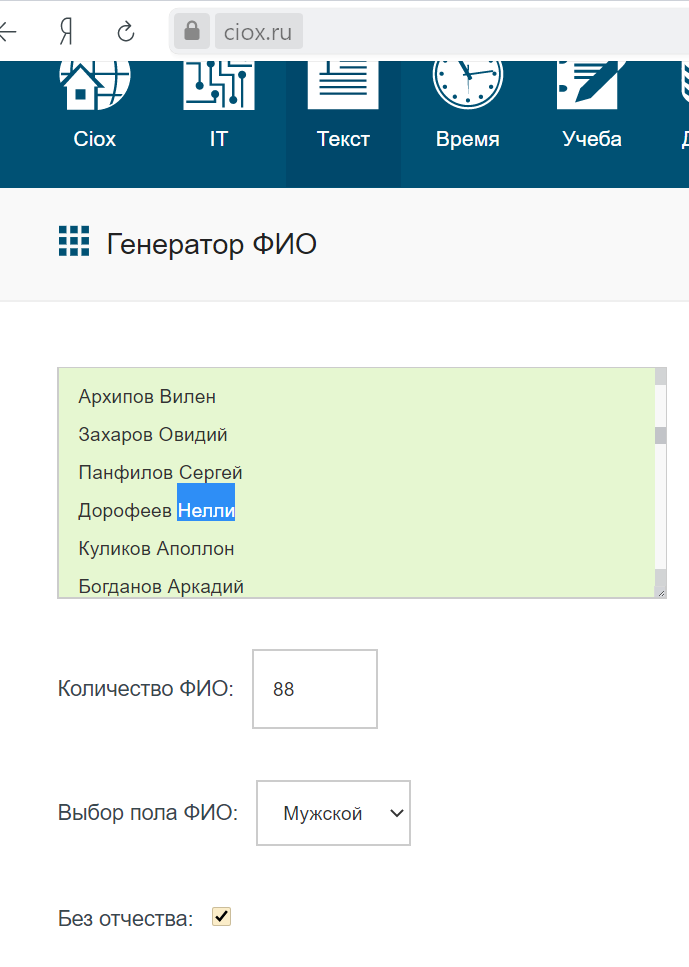 Я
ciox.ru
Ciox
IT
Текст
Время
Учеба
Генератор ФИО
Архипов Вилен
Захаров Овидий
Панфилов Сергей
Дорофеев Нелли
Куликов Аполлон
Богданов Аркадий
Количество ФИО: 88
Выбор пола ФИО: Мужской
Без отчества: